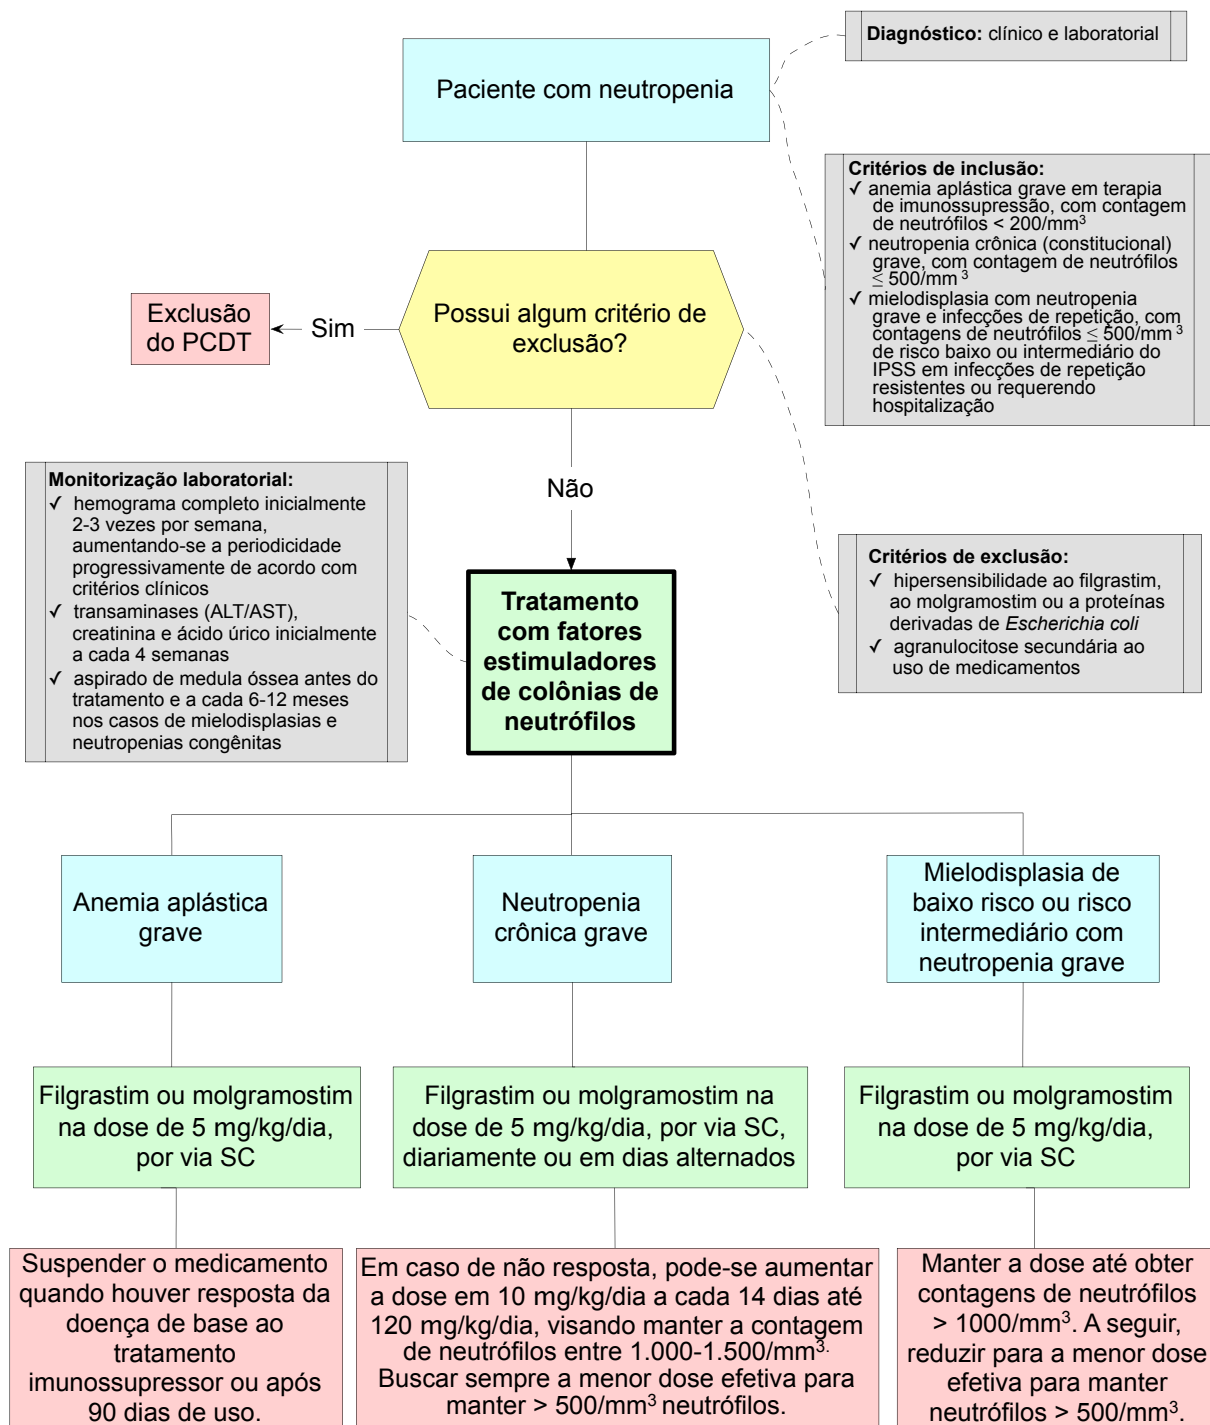 Paciente com neutropenia
Diagnóstico: clínico e laboratorial
Critérios de inclusão:
✓ anemia aplástica grave em terapia
de imunossupressão, com contagem
de neutrófilos < 200/mm³
✓ neutropenia crônica (constitucional)
grave, com contagem de neutrófilos
≤ 500/mm³
✓ mielodisplasia com neutropenia
grave e infecções de repetição, com
contagens de neutrófilos ≤ 500/mm³
de risco baixo ou intermediário do
IPSS em infecções de repetição
resistentes ou requerendo
hospitalização
Possui algum critério de
exclusão?
Sim
Exclusão
do PCDT
Não
Critérios de exclusão:
✓ hipersensibilidade ao filgrastim,
ao molgramostim ou a proteínas
derivadas de Escherichia coli
✓ agranulocitose secundária ao
uso de medicamentos
Monitorização laboratorial:
✓ hemograma completo inicialmente
2-3 vezes por semana,
aumentando-se a periodicidade
progressivamente de acordo com
critérios clínicos
✓ transaminases (ALT/AST),
creatinina e ácido úrico inicialmente
a cada 4 semanas
✓ aspirado de medula óssea antes do
tratamento e a cada 6-12 meses
nos casos de mielodisplasias e
neutropenias congênitas
Tratamento
com fatores
estimuladores
de colônias de
neutrófilos
Anemia aplástica
grave
Neutropenia
crônica grave
Mielodisplasia de
baixo risco ou risco
intermediário com
neutropenia grave
Filgrastim ou molgramostim
na dose de 5 mg/kg/dia,
por via SC
Filgrastim ou molgramostim na
dose de 5 mg/kg/dia, por via SC,
diariamente ou em dias alternados
Filgrastim ou molgramostim
na dose de 5 mg/kg/dia,
por via SC
Suspender o medicamento
quando houver resposta da
doença de base ao
tratamento
imunossupressor ou após
90 dias de uso.
Em caso de não resposta, pode-se aumentar
a dose em 10 mg/kg/dia a cada 14 dias até
120 mg/kg/dia, visando manter a contagem
de neutrófilos entre 1.000-1.500/mm³.
Buscar sempre a menor dose efetiva para
manter > 500/mm³ neutrófilos.
Manter a dose até obter
contagens de neutrófilos
> 1000/mm³. A seguir,
reduzir para a menor dose
efetiva para manter
neutrófilos > 500/mm³.